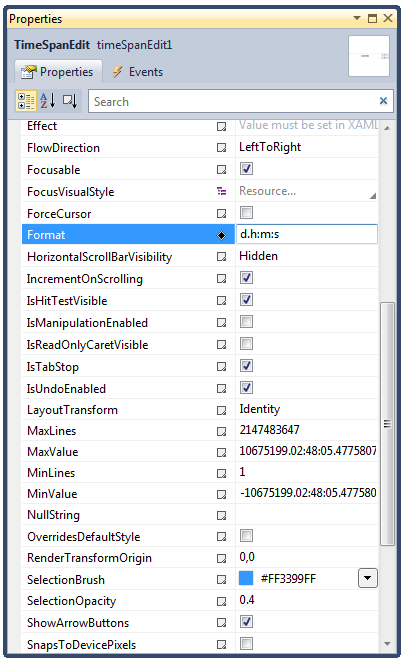 Properties
TimeSpanEdit timeSpanEdit1
Properties Events
Search
Effect Value must be set in XAML
FlowDirection LeftToRight
Focusable
FocusVisualStyle Resource...
ForceCursor
Format d.h:m:s
HorizontalScrollBarVisibility Hidden
IncrementOnScrolling
IsHitTestVisible
IsManipulationEnabled
IsReadOnlyCaretVisible
IsTabStop
IsUndoEnabled
LayoutTransform Identity
MaxLines 2147483647
MaxValue 10675199.02:48:05.4775807
MinLines 1
MinValue -10675199.02:48:05.477580
NullString
OverridesDefaultStyle
RenderTransformOrigin 0,0
SelectionBrush #FF3399FF
SelectionOpacity 0.4
ShowArrowButtons
SnapsToDevicePixels